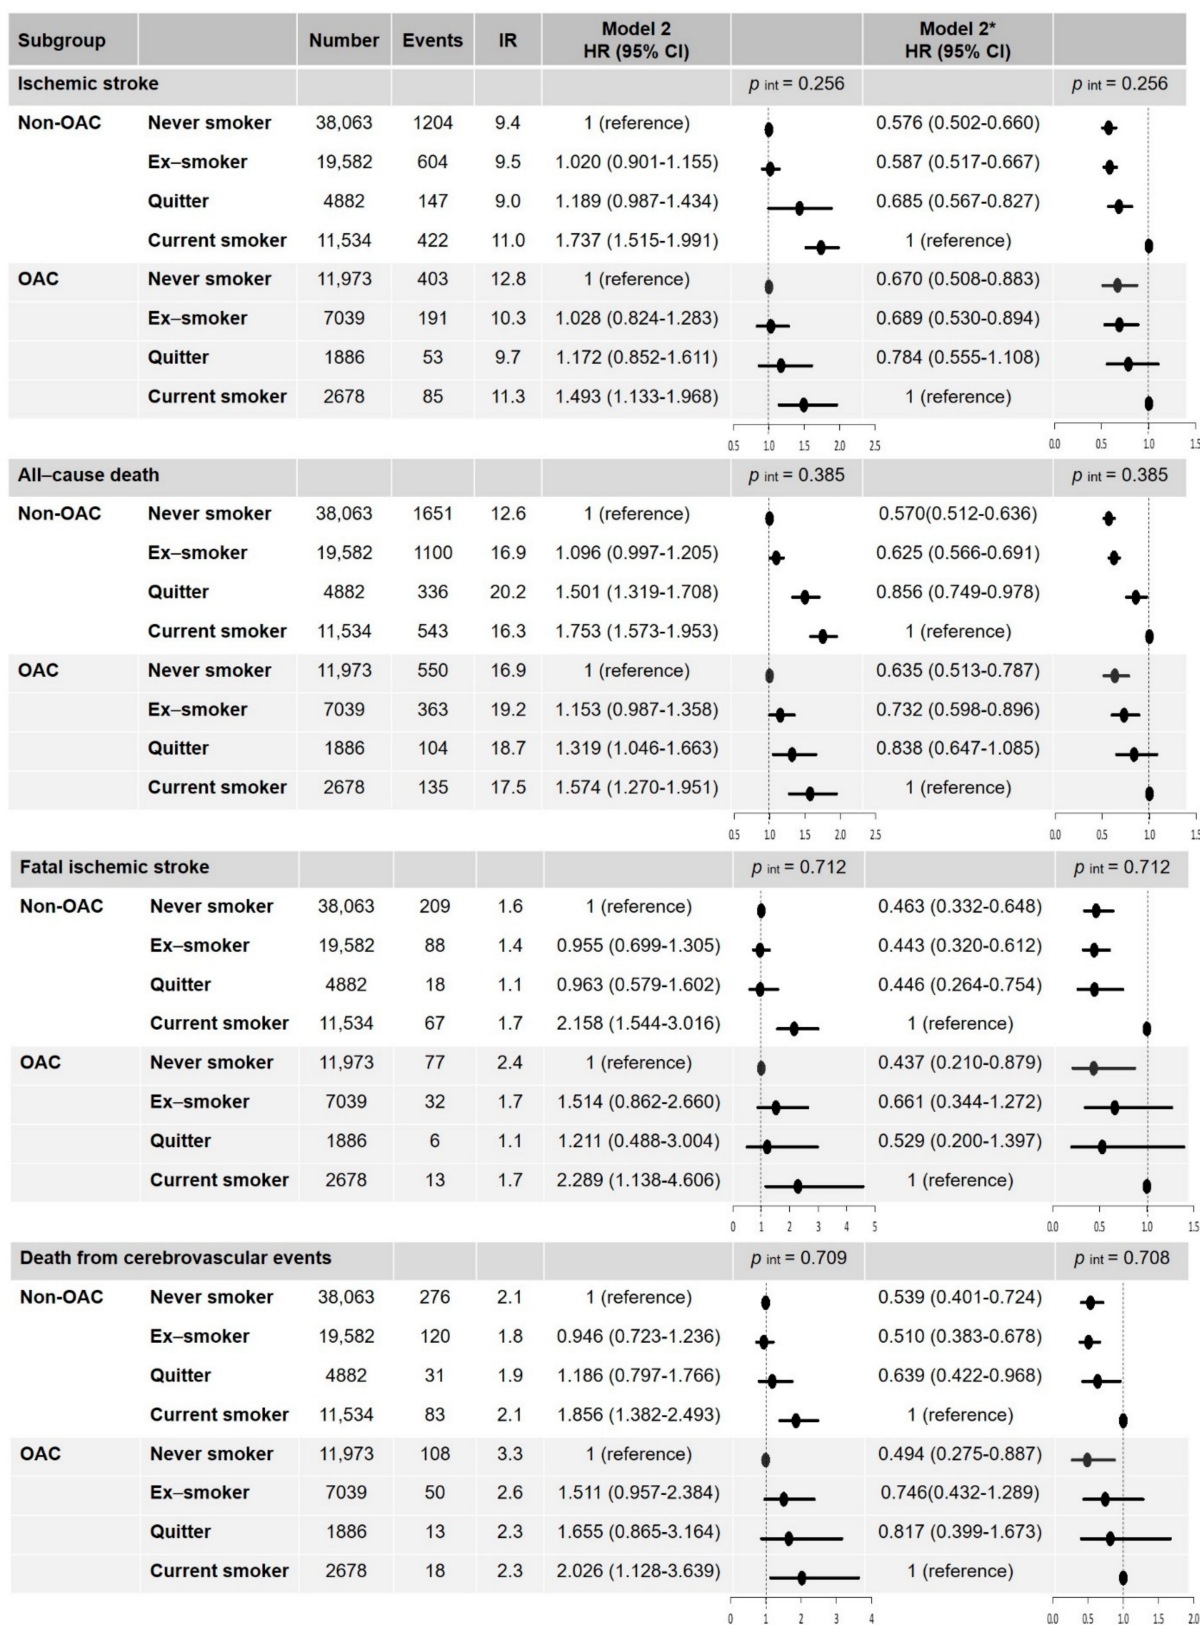 Subgroup Number Events IR Model 2 HR (95% CI) Model 2* HR (95% CI)
Ischemic stroke p int = 0.256 p int = 0.256
Non-OAC Never smoker 38,063 1204 9.4 1 (reference) 0.576 (0.502-0.660)
Ex–smoker 19,582 604 9.5 1.020 (0.901-1.155) 0.587 (0.517-0.667)
Quitter 4882 147 9.0 1.189 (0.987-1.434) 0.685 (0.567-0.827)
Current smoker 11,534 422 11.0 1.737 (1.515-1.991) 1 (reference)
OAC Never smoker 11,973 403 12.8 1 (reference) 0.670 (0.508-0.883)
Ex–smoker 7039 191 10.3 1.028 (0.824-1.283) 0.689 (0.530-0.894)
Quitter 1886 53 9.7 1.172 (0.852-1.611) 0.784 (0.555-1.108)
Current smoker 2678 85 11.3 1.493 (1.133-1.968) 1 (reference)
0.5 1.0 1.5 2.0 2.5 0.0 0.5 1.0 1.5
All–cause death p int = 0.385 p int = 0.385
Non-OAC Never smoker 38,063 1651 12.6 1 (reference) 0.570(0.512-0.636)
Ex–smoker 19,582 1100 16.9 1.096 (0.997-1.205) 0.625 (0.566-0.691)
Quitter 4882 336 20.2 1.501 (1.319-1.708) 0.856 (0.749-0.978)
Current smoker 11,534 543 16.3 1.753 (1.573-1.953) 1 (reference)
OAC Never smoker 11,973 550 16.9 1 (reference) 0.635 (0.513-0.787)
Ex–smoker 7039 363 19.2 1.153 (0.987-1.358) 0.732 (0.598-0.896)
Quitter 1886 104 18.7 1.319 (1.046-1.663) 0.838 (0.647-1.085)
Current smoker 2678 135 17.5 1.574 (1.270-1.951) 1 (reference)
0.5 1.0 1.5 2.0 2.5 0.0 0.5 1.0 1.5
Fatal ischemic stroke p int = 0.712 p int = 0.712
Non-OAC Never smoker 38,063 209 1.6 1 (reference) 0.463 (0.332-0.648)
Ex–smoker 19,582 88 1.4 0.955 (0.699-1.305) 0.443 (0.320-0.612)
Quitter 4882 18 1.1 0.963 (0.579-1.602) 0.446 (0.264-0.754)
Current smoker 11,534 67 1.7 2.158 (1.544-3.016) 1 (reference)
OAC Never smoker 11,973 77 2.4 1 (reference) 0.437 (0.210-0.879)
Ex–smoker 7039 32 1.7 1.514 (0.862-2.660) 0.661 (0.344-1.272)
Quitter 1886 6 1.1 1.211 (0.488-3.004) 0.529 (0.200-1.397)
Current smoker 2678 13 1.7 2.289 (1.138-4.606) 1 (reference)
0 1 2 3 4 5 0.0 0.5 1.0 1.5
Death from cerebrovascular events p int = 0.709 p int = 0.708
Non-OAC Never smoker 38,063 276 2.1 1 (reference) 0.539 (0.401-0.724)
Ex–smoker 19,582 120 1.8 0.946 (0.723-1.236) 0.510 (0.383-0.678)
Quitter 4882 31 1.9 1.186 (0.797-1.766) 0.639 (0.422-0.968)
Current smoker 11,534 83 2.1 1.856 (1.382-2.493) 1 (reference)
OAC Never smoker 11,973 108 3.3 1 (reference) 0.494 (0.275-0.887)
Ex–smoker 7039 50 2.6 1.511 (0.957-2.384) 0.746(0.432-1.289)
Quitter 1886 13 2.3 1.655 (0.865-3.164) 0.817 (0.399-1.673)
Current smoker 2678 18 2.3 2.026 (1.128-3.639) 1 (reference)
0 1 2 3 4 0.0 0.5 1.0 1.5 2.0